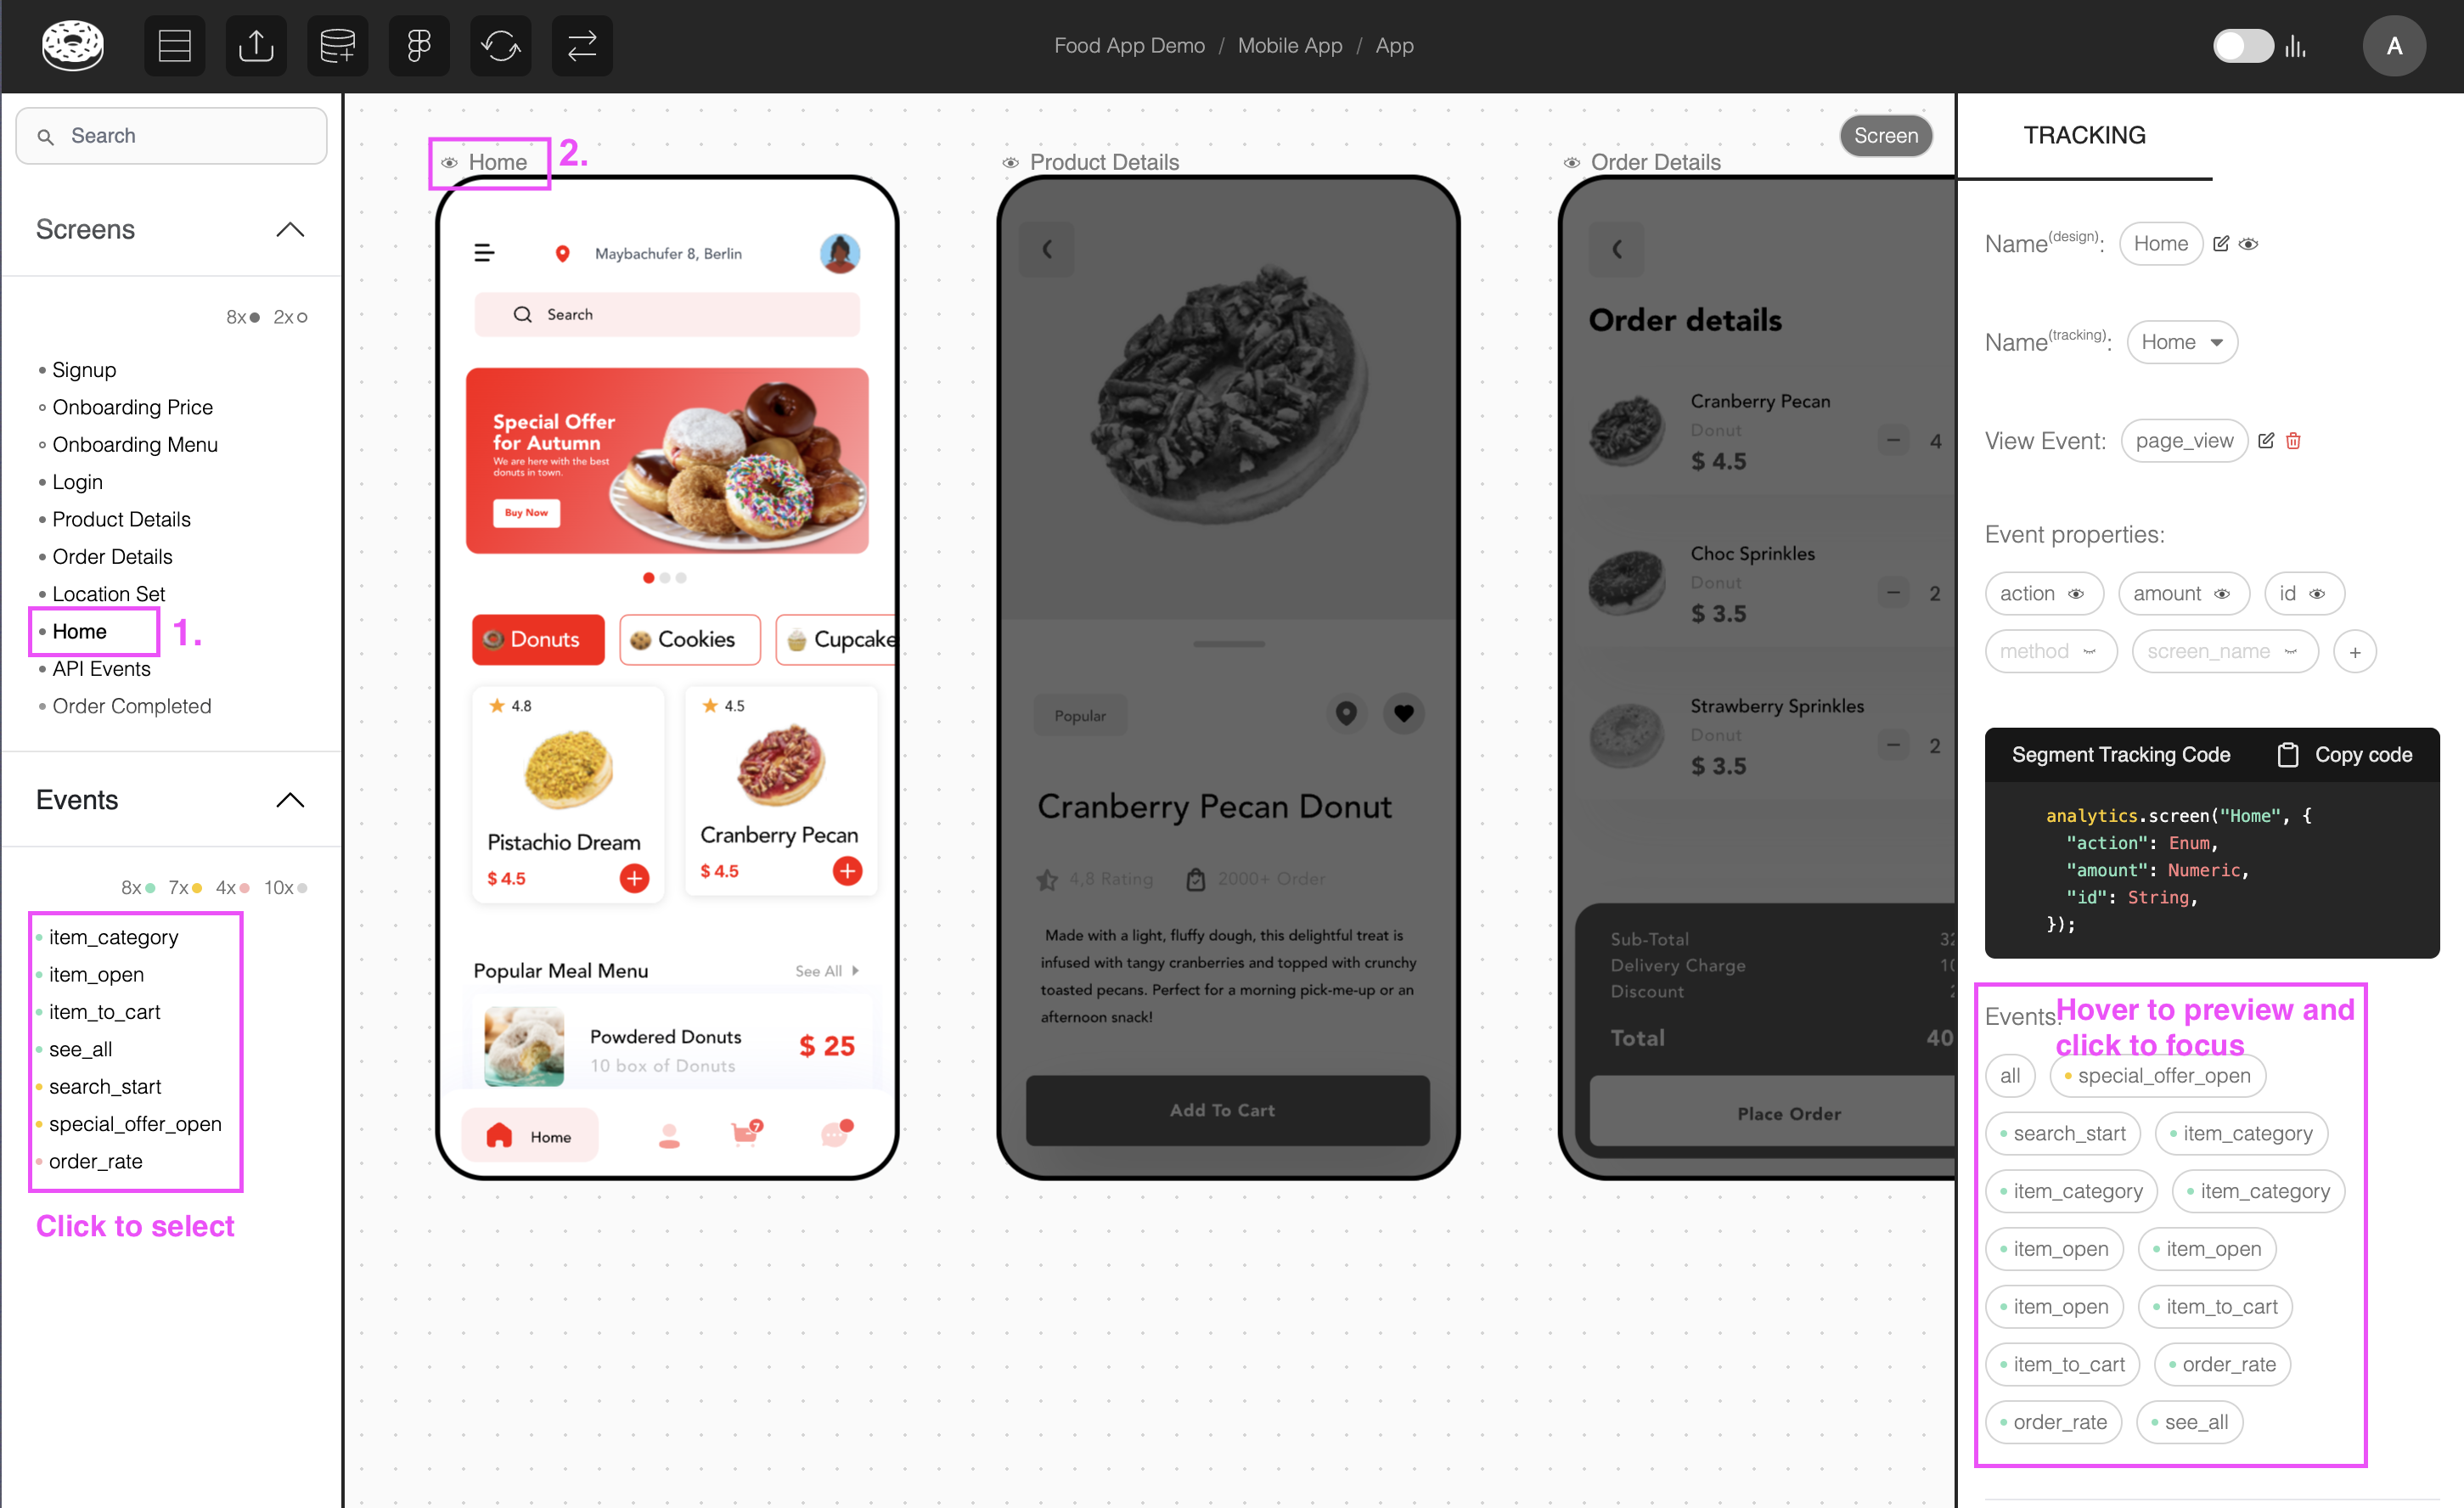 Food App Demo / Mobile App / App
A
Search
Screens
8x 2x
Signup
Onboarding Price
Onboarding Menu
Login
Product Details
Order Details
Location Set
Home
1.
API Events
Order Completed
Events
8x 7x 4x 10x
item_category
item_open
item_to_cart
see_all
search_start
special_offer_open
order_rate
Click to select
Home
2.
Maybachufer 8, Berlin
Search
Special Offer
for Autumn
We are here with the best
donuts in town.
Buy Now
Donuts
Cookies
Cupcake
4.8
Pistachio Dream
$ 4.5
4.5
Cranberry Pecan
$ 4.5
Popular Meal Menu
See All
Powdered Donuts
10 box of Donuts
$ 25
Home
7
Product Details
Popular
Cranberry Pecan Donut
4,8 Rating
2000+ Order
Made with a light, fluffy dough, this delightful treat is
infused with tangy cranberries and topped with crunchy
toasted pecans. Perfect for a morning pick-me-up or an
afternoon snack!
Add To Cart
Order Details
Screen
Order details
Cranberry Pecan
Donut
$ 4.5
− 4
Choc Sprinkles
Donut
$ 3.5
− 2
Strawberry Sprinkles
Donut
$ 3.5
− 2
Sub-Total 32
Delivery Charge 10
Discount 2
Total 40
Place Order
TRACKING
Name(design): Home
Name(tracking): Home
View Event: page_view
Event properties:
action amount id
method screen_name +
Segment Tracking Code
Copy code
analytics.screen("Home", {
"action": Enum,
"amount": Numeric,
"id": String,
});
Events:
Hover to preview and
click to focus
all special_offer_open
search_start item_category
item_category item_category
item_open item_open
item_open item_to_cart
item_to_cart order_rate
order_rate see_all